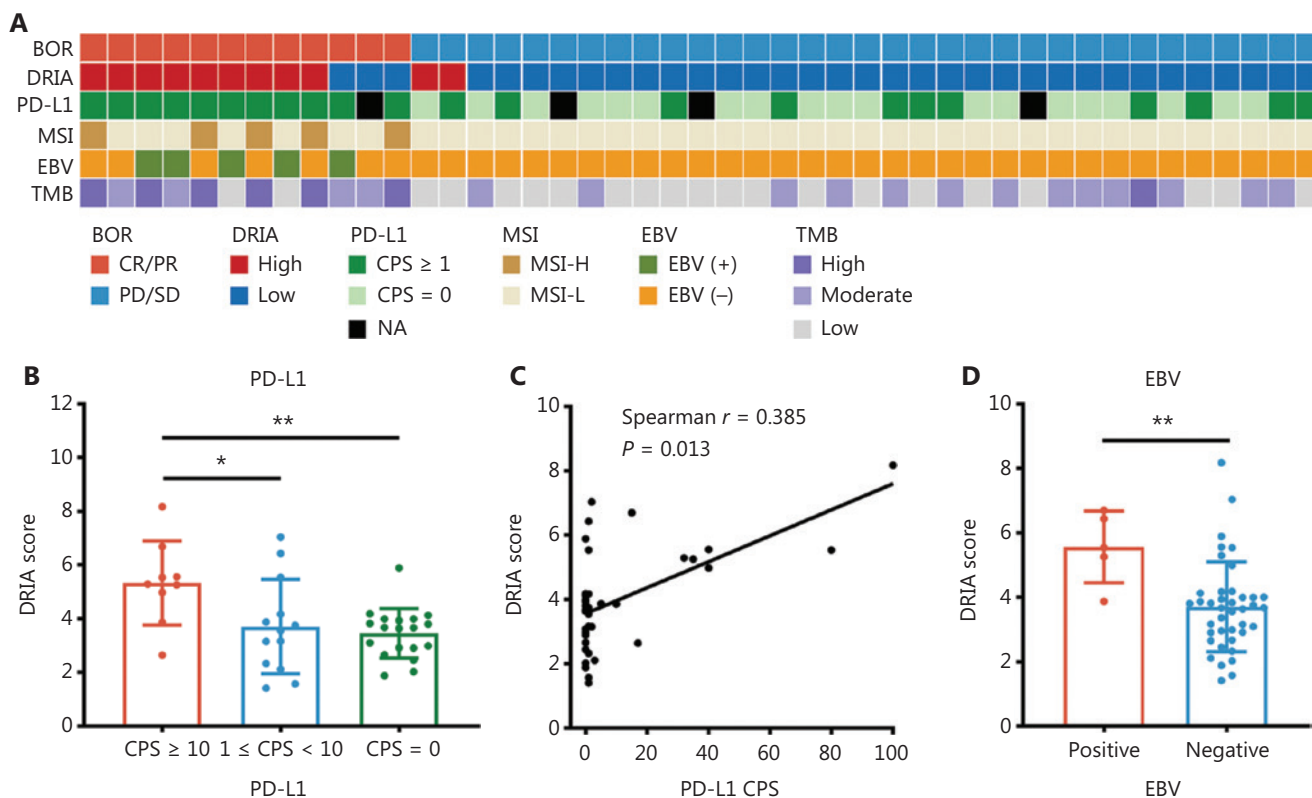 A
BOR
DRIA
PD-L1
MSI
EBV
TMB
BOR DRIA PD-L1 MSI EBV TMB
CR/PR High CPS ≥ 1 MSI-H EBV (+) High
PD/SD Low CPS = 0 MSI-L EBV (–) Moderate
NA Low
B
PD-L1
**
*
DRIA score
12
10
8
6
4
2
0
CPS ≥ 10 1 ≤ CPS < 10 CPS = 0
PD-L1
C
Spearman r = 0.385
P = 0.013
DRIA score
10
8
6
4
2
0
0 20 40 60 80 100
PD-L1 CPS
D
EBV
**
DRIA score
10
8
6
4
2
0
Positive Negative
EBV